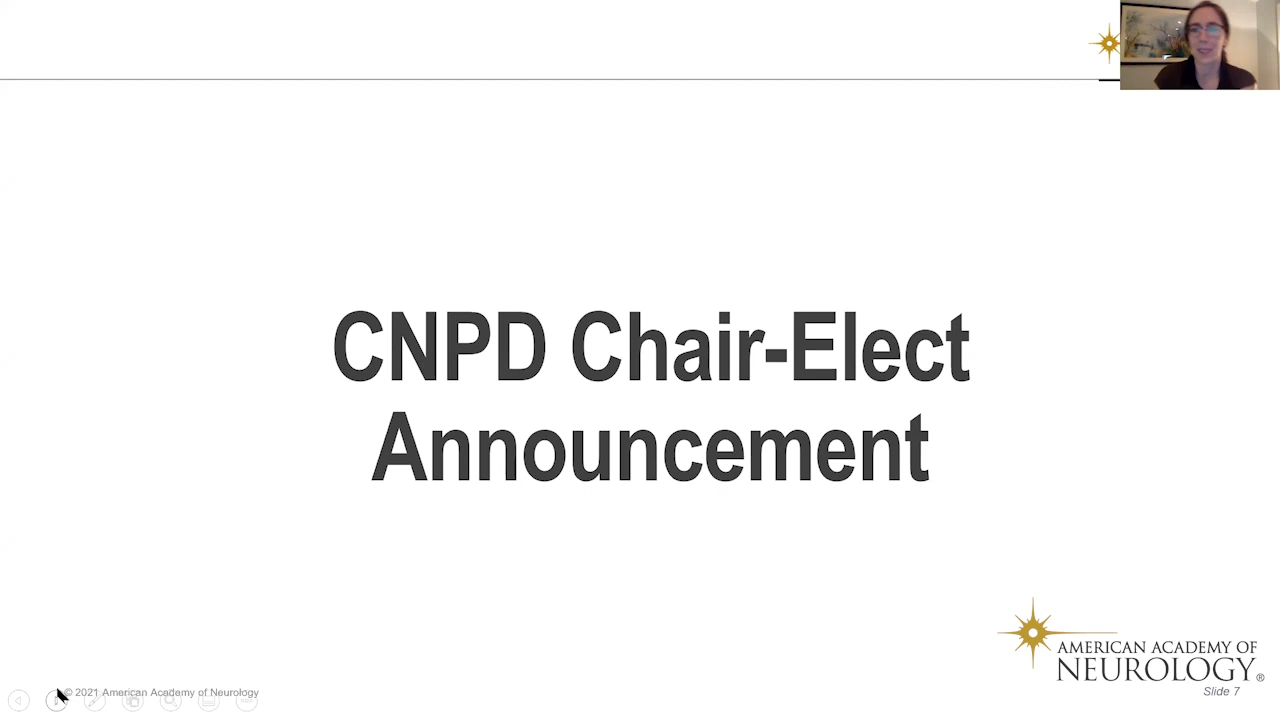 CNPD Chair-Elect
Announcement
AMERICAN ACADEMY OF
NEUROLOGY®
Slide 7
© 2021 American Academy of Neurology